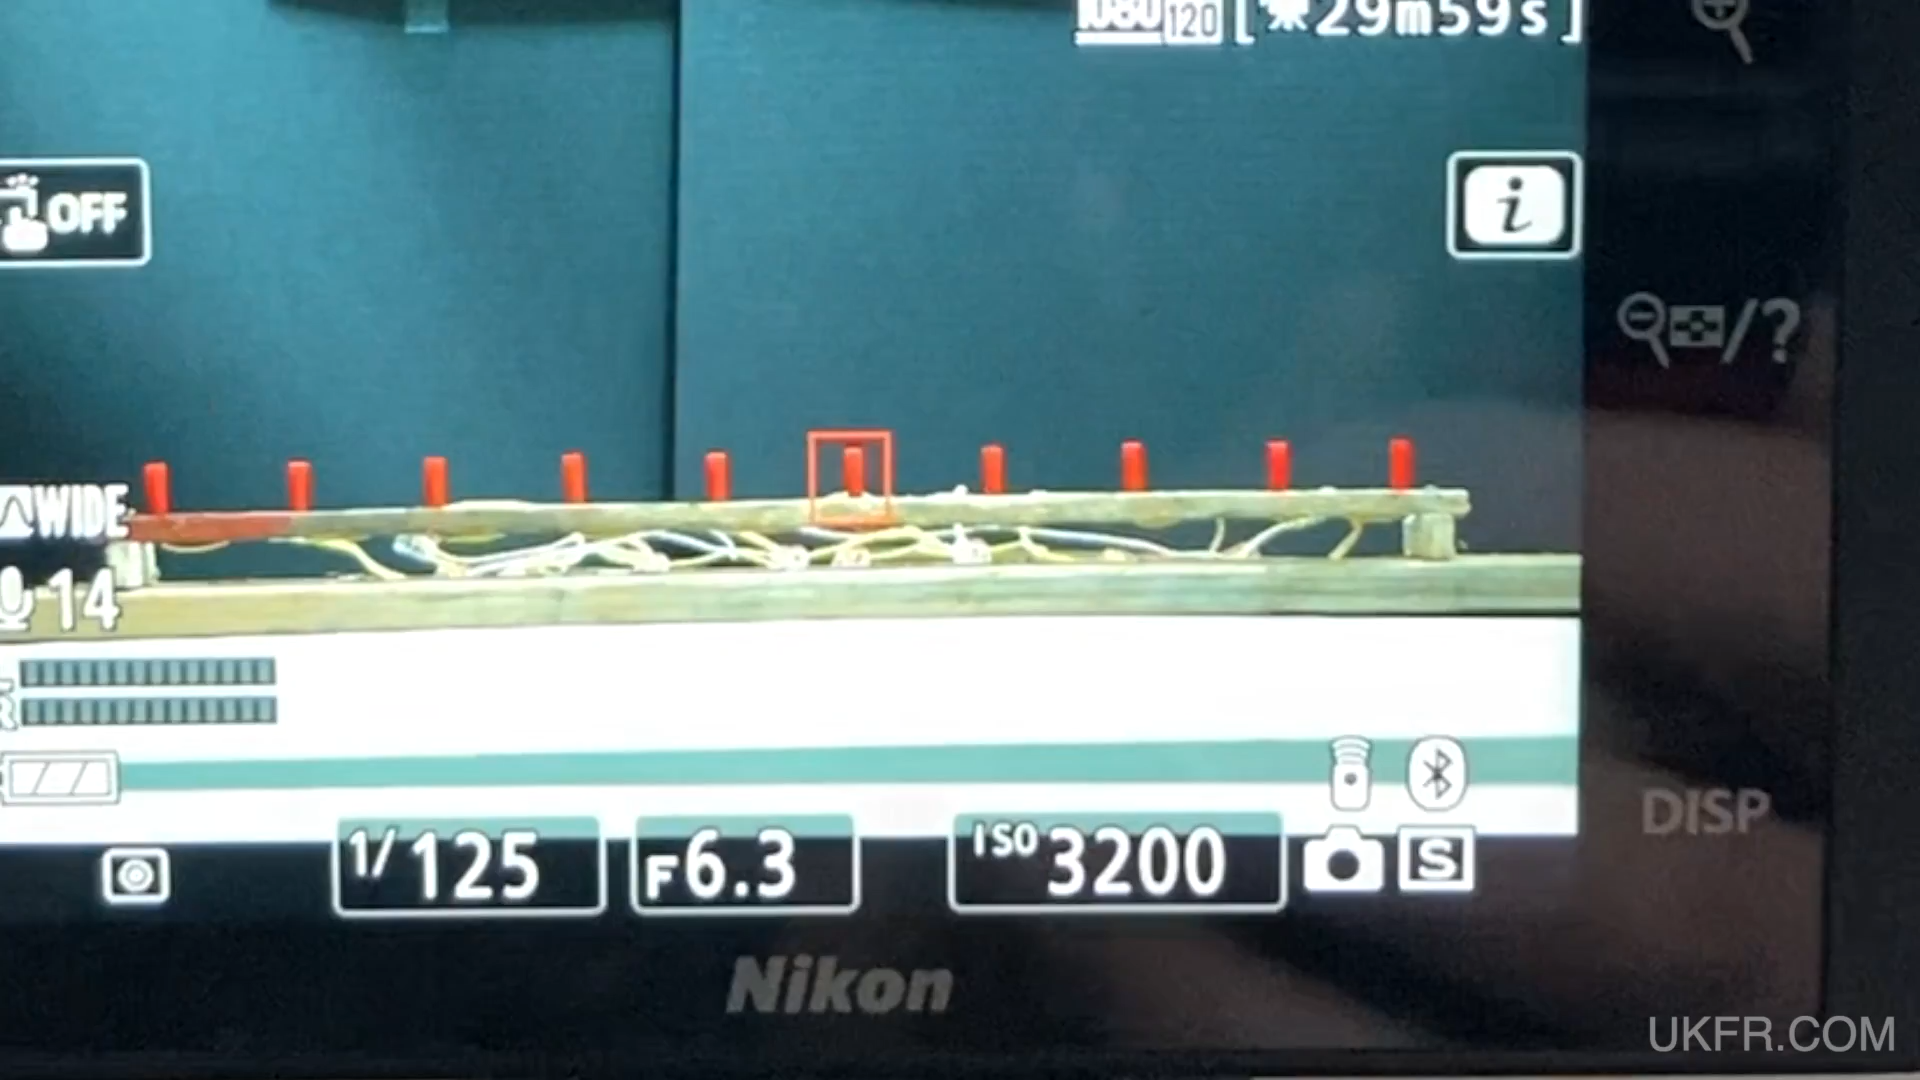 1080 120 [29m59s]
OFF
i
/?
WIDE
14
R
DISP
1/125 F6.3 ISO 3200 S
Nikon
UKFR.COM